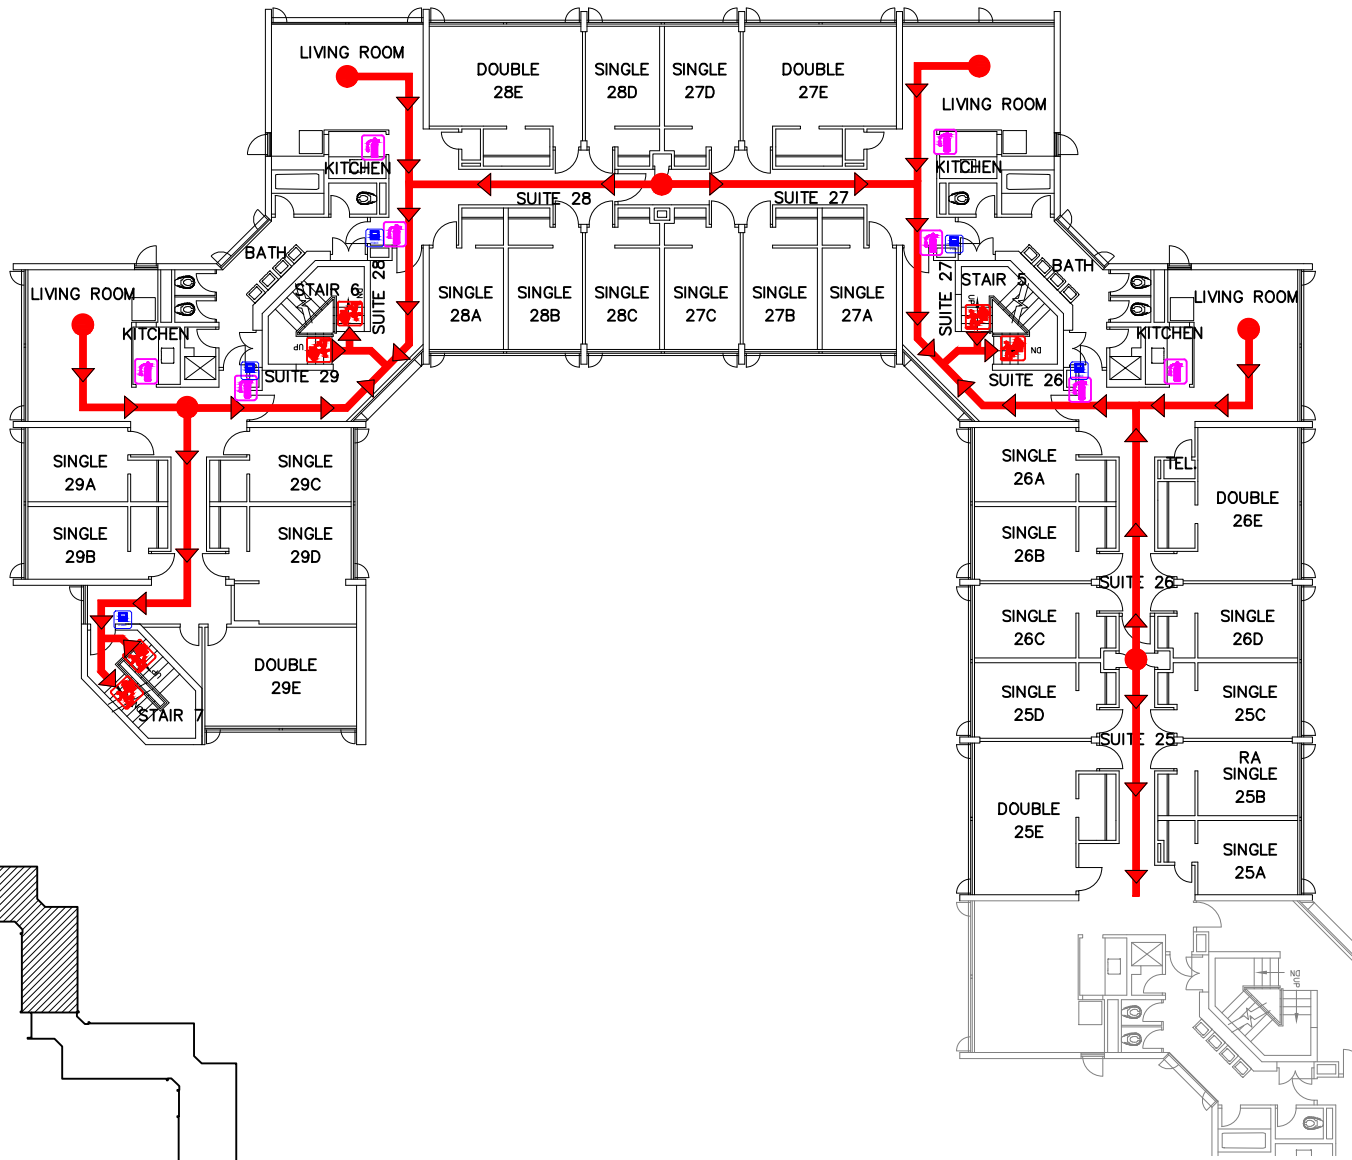 LIVING ROOM
DOUBLE
28E
SINGLE
28D
SINGLE
27D
DOUBLE
27E
LIVING ROOM
KITCHEN
KITCHEN
SUITE 28
SUITE 27
BATH
STAIR 6
SUITE 28
SUITE 27
STAIR 5
BATH
LIVING ROOM
KITCHEN
SINGLE
28A
SINGLE
28B
SINGLE
28C
SINGLE
27C
SINGLE
27B
SINGLE
27A
LIVING ROOM
KITCHEN
UP
UP
DN
SUITE 29
SUITE 26
SINGLE
29A
SINGLE
29C
SINGLE
26A
TEL.
DOUBLE
26E
SINGLE
29B
SINGLE
29D
SINGLE
26B
SUITE 26
SINGLE
26C
SINGLE
26D
DOUBLE
29E
UP
STAIR 7
SINGLE
25D
SINGLE
25C
SUITE 25
RA
SINGLE
25B
DOUBLE
25E
SINGLE
25A
DN
UP